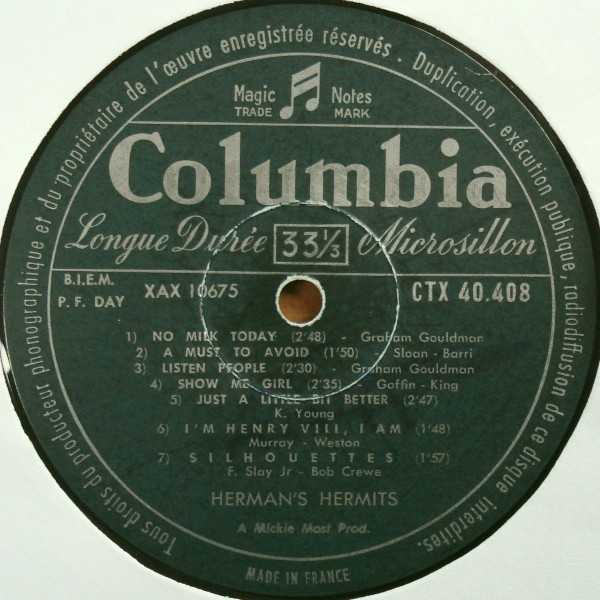 Tous droits du producteur phonographique et du propriétaire de l'œuvre enregistrée réservés. Duplication, exécution publique, radiodiffusion de ce disque interdites.
Magic Notes
TRADE MARK
Columbia
Longue Durée 33 1/3 Microsillon
B.I.E.M.
P. F. DAY XAX 10675 CTX 40.408
1) NO MILK TODAY (2'48) - Graham Gouldman
2) A MUST TO AVOID (1'50) - Sloan - Barri
3) LISTEN PEOPLE (2'30) - Graham Gouldman
4) SHOW ME GIRL (2'35) - Goffin - King
5) JUST A LITTLE BIT BETTER (2'47)
K. Young
6) I'M HENRY VIII, I AM (1'48)
Murray - Weston
7) SILHOUETTES (1'57)
F. Slay Jr - Bob Crewe
HERMAN'S HERMITS
A Mickie Most Prod.
MADE IN FRANCE